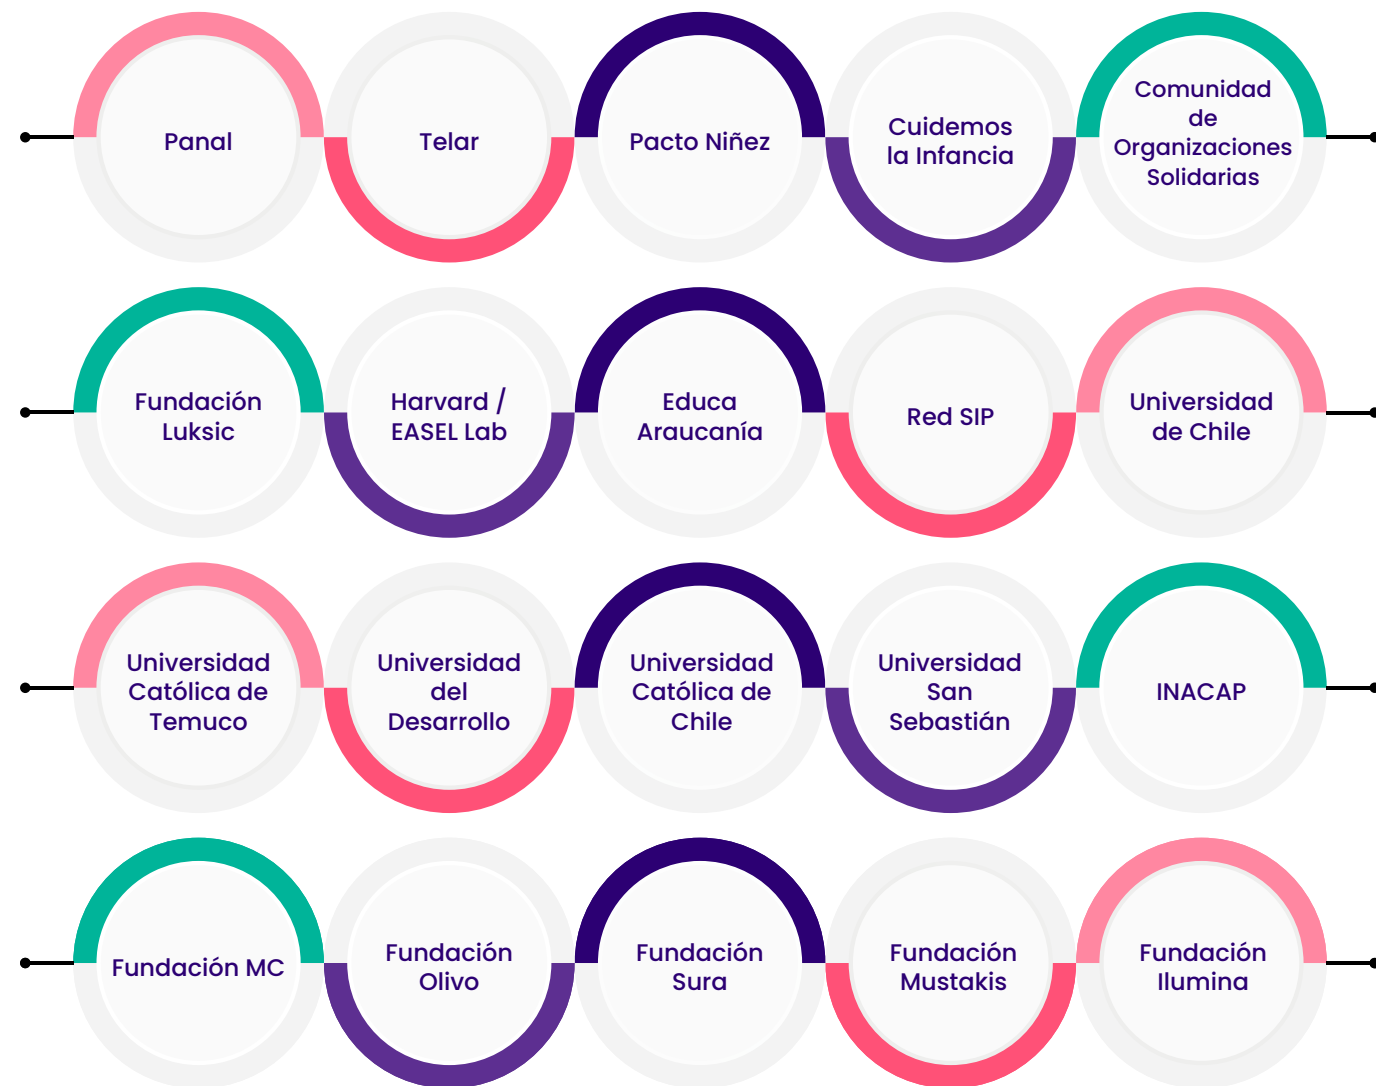 Panal
Telar
Pacto Niñez
Cuidemos
la Infancia
Comunidad
de
Organizaciones
Solidarias
Fundación
Luksic
Harvard /
EASEL Lab
Educa
Araucanía
Red SIP
Universidad
de Chile
Universidad
Católica de
Temuco
Universidad
del
Desarrollo
Universidad
Católica de
Chile
Universidad
San
Sebastián
INACAP
Fundación MC
Fundación
Olivo
Fundación
Sura
Fundación
Mustakis
Fundación
Ilumina